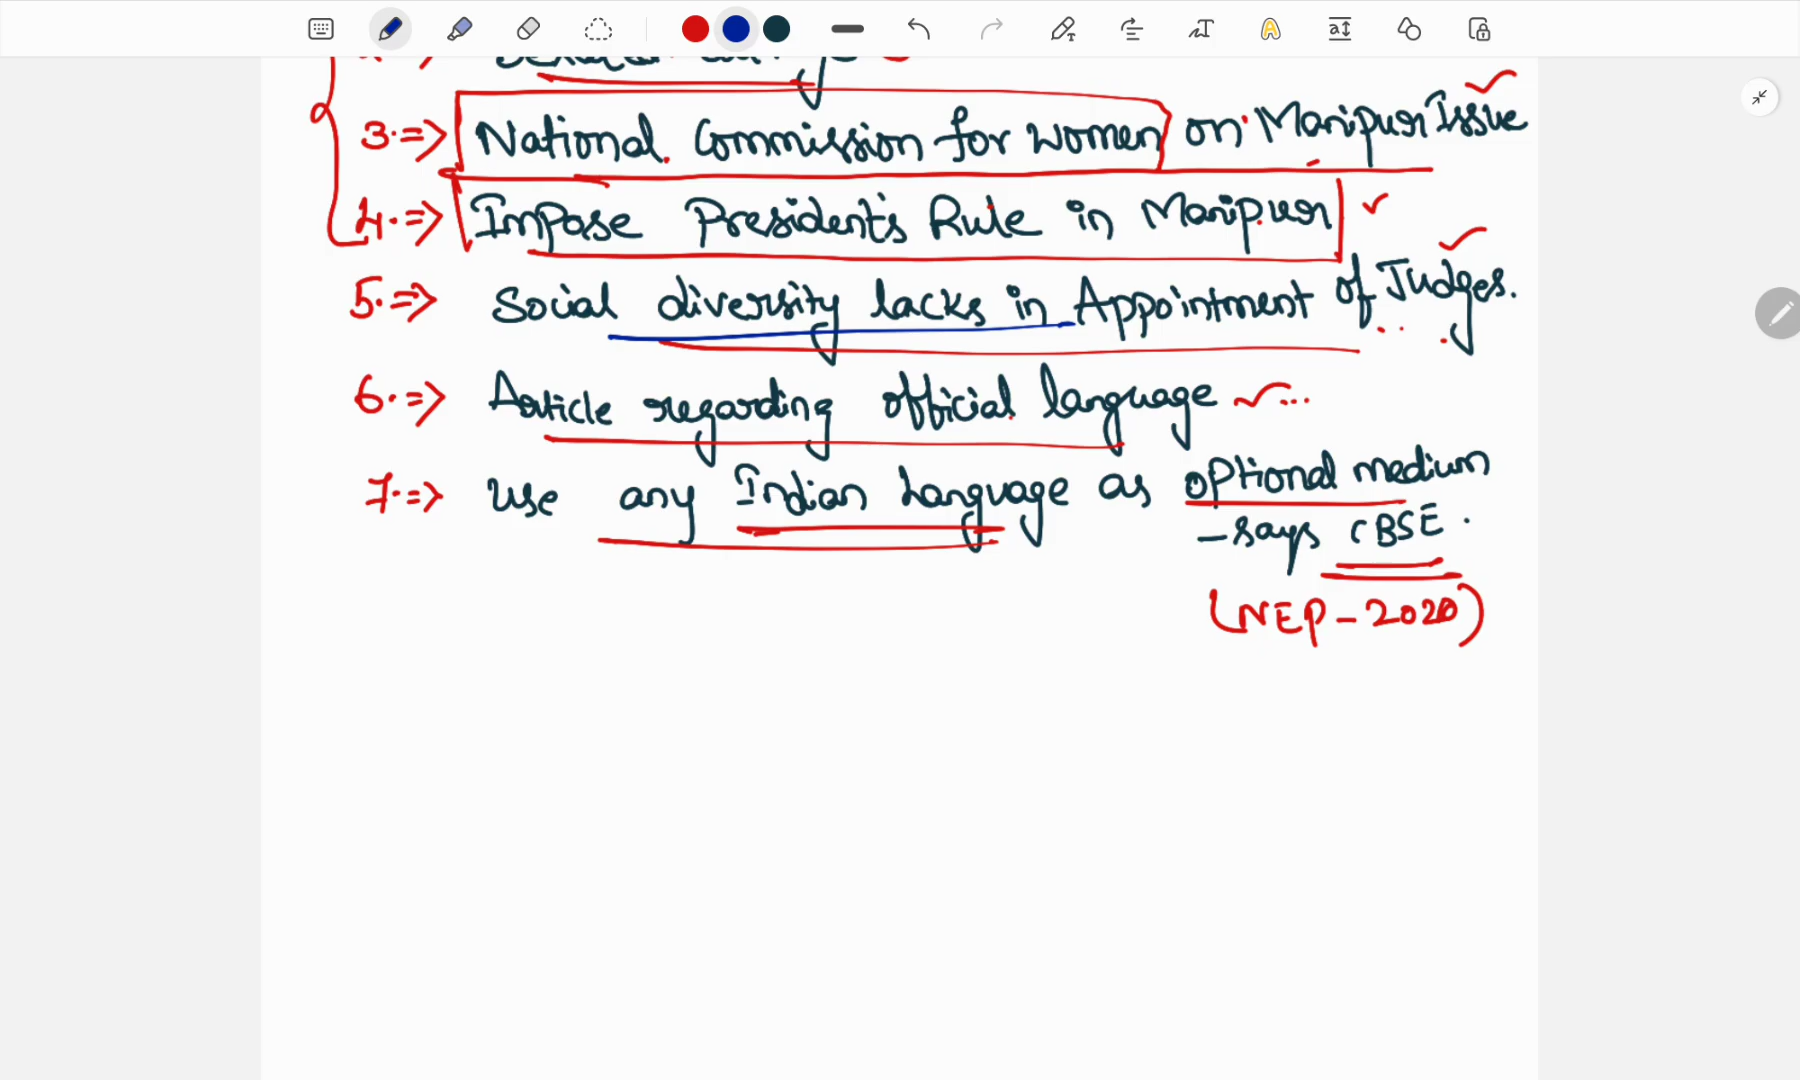 3. => National Commission for women on Manipur Issue
4. => Impose President's Rule in Manipur
5. => Social diversity lacks in Appointment of Judges.
6. => Article regarding official language
7. => Use any Indian language as optional medium
- says CBSE.
(NEP - 2020)